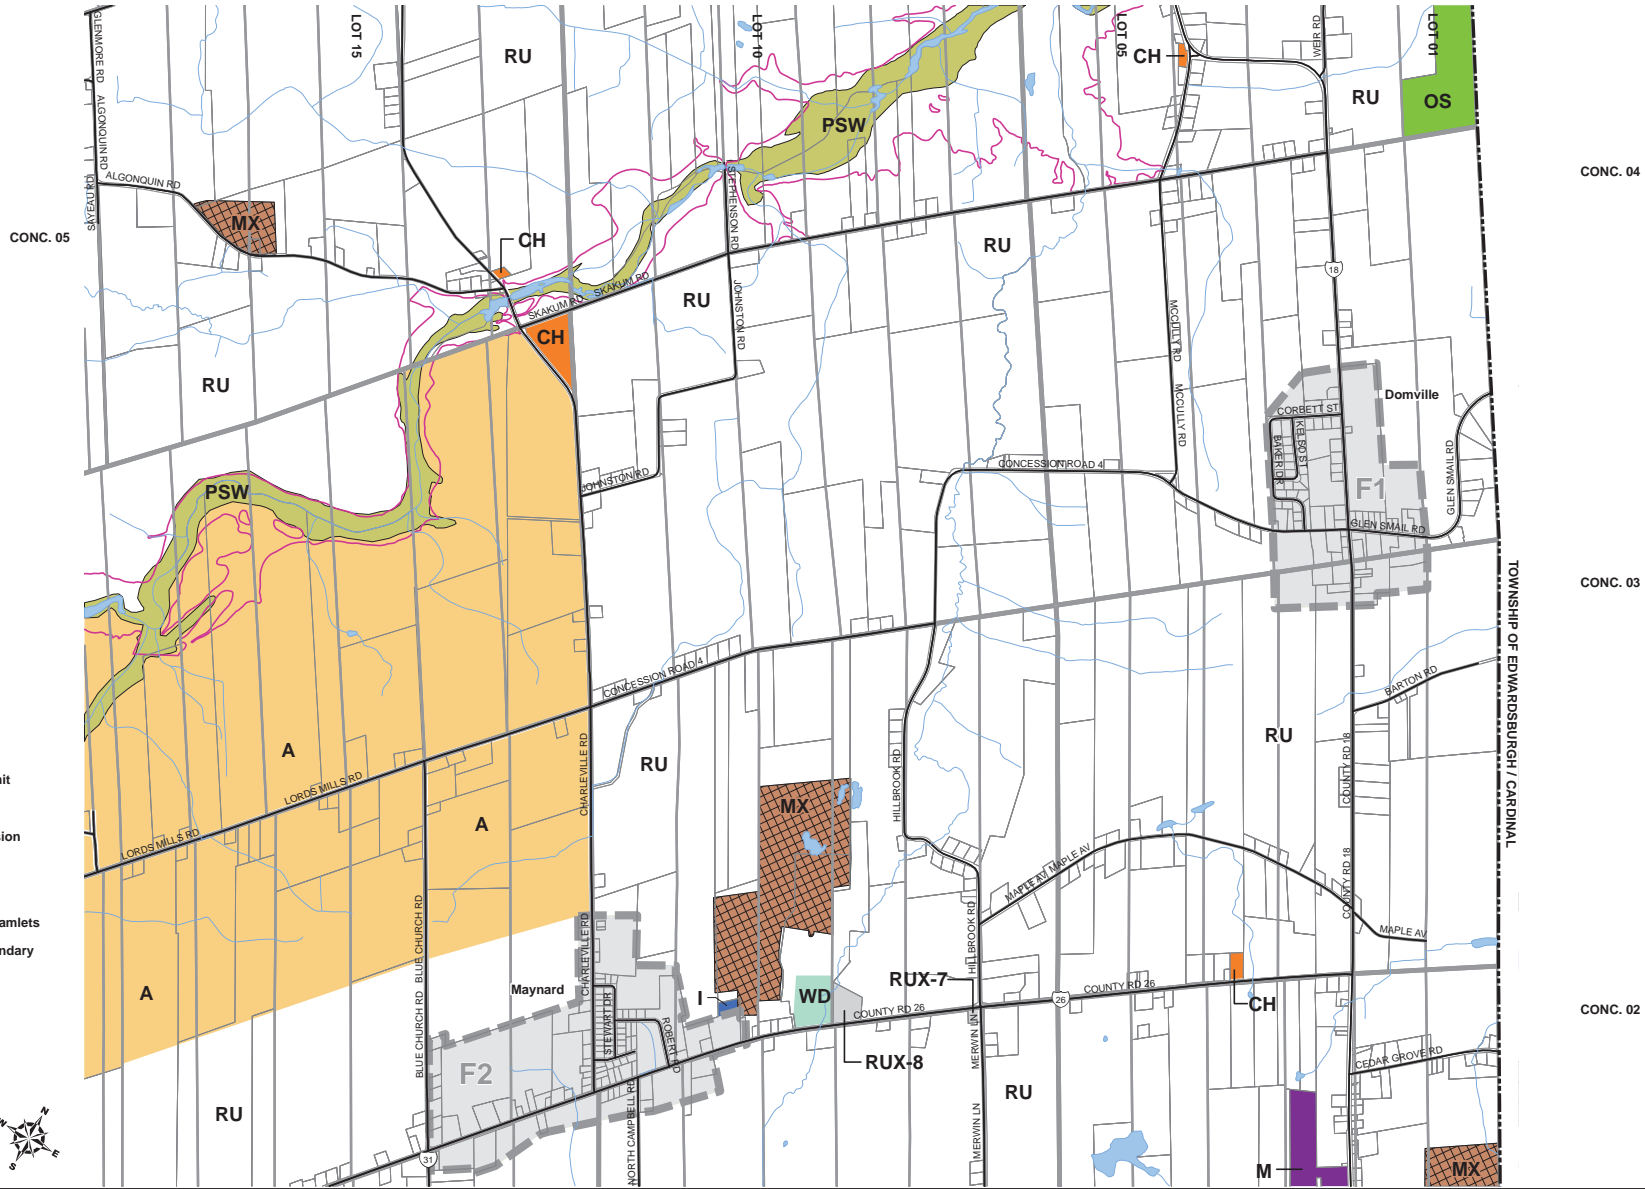 GLENMORE RD
ALGONQUIN RD
LOT 15
RU
LOT 10
LOT 05
CH
WEIR RD
LOT 01
RU
OS
PSW
CONC. 04
ALGONQUIN RD
SAYEAU RD
MX
CONC. 05
CH
STEPHENSON RD
RU
18
SKAKUM RD
SKAKUM RD
RU
JOHNSTON RD
CH
MCCULLY RD
RU
MCCULLY RD
Domville
CORBETT ST
KELSO ST
BAKER DR
GLEN SMAIL RD
F1
GLEN SMAIL RD
CONCESSION ROAD 4
JOHNSTON RD
PSW
CONC. 03
TOWNSHIP OF EDWARDSBURGH / CARDINAL
CONCESSION ROAD 4
BARTON RD
RU
A
CHARLEVILLE RD
RU
HILLBROOK RD
COUNTY RD 18
LORDS MILLS RD
MX
A
LORDS MILLS RD
nit
sion
amlets
ndary
MAPLE AV
MAPLE AV
COUNTY RD 18
MAPLE AV
BLUE CHURCH RD
BLUE CHURCH RD
CHARLEVILLE RD
HILLBROOK RD
A
Maynard
I
WD
RUX-7
26
COUNTY RD 26
COUNTY RD 26
CH
CONC. 02
STEWART DR
ROBERT RD
RUX-8
MERWIN LN
CEDAR GROVE RD
F2
RU
RU
NORTH CAMPBELL RD
MERWIN LN
31
M
MX
N
E
S